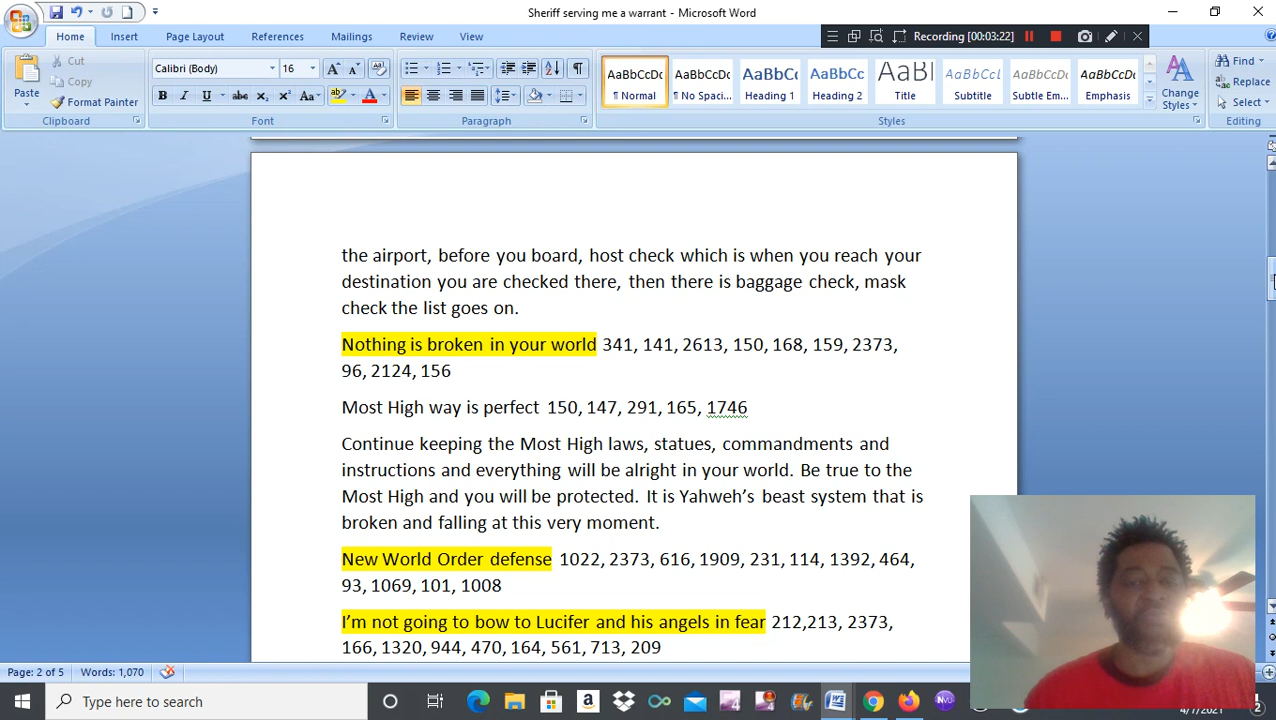 Sheriff serving me a warrant - Microsoft Word
Home Insert Page Layout References Mailings Review View
Recording [00:03:22]
Paste
Cut
Copy
Format Painter
Clipboard
Calibri (Body) 16
Font
Paragraph
AaBbCcDc AaBbCcDc AaBbC AaBbCc AaBl AaBbCcL AaBbCcDc AaBbCcDc
¶ Normal ¶ No Spaci... Heading 1 Heading 2 Title Subtitle Subtle Em... Emphasis
Change Styles
Styles
Find
Replace
Select
Editing
the airport, before you board, host check which is when you reach your
destination you are checked there, then there is baggage check, mask
check the list goes on.
Nothing is broken in your world 341, 141, 2613, 150, 168, 159, 2373,
96, 2124, 156
Most High way is perfect 150, 147, 291, 165, 1746
Continue keeping the Most High laws, statues, commandments and
instructions and everything will be alright in your world. Be true to the
Most High and you will be protected. It is Yahweh's beast system that is
broken and falling at this very moment.
New World Order defense 1022, 2373, 616, 1909, 231, 114, 1392, 464,
93, 1069, 101, 1008
I'm not going to bow to Lucifer and his angels in fear 212,213, 2373,
166, 1320, 944, 470, 164, 561, 713, 209
Page: 2 of 5 Words: 1,070
Type here to search
4/7/2021